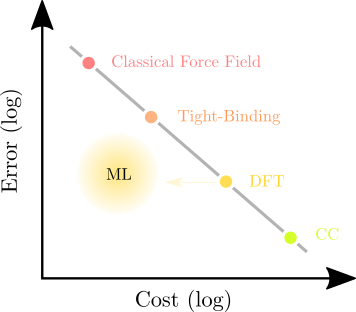 Classical Force Field
Tight-Binding
ML
DFT
CC
Error (log)
Cost (log)